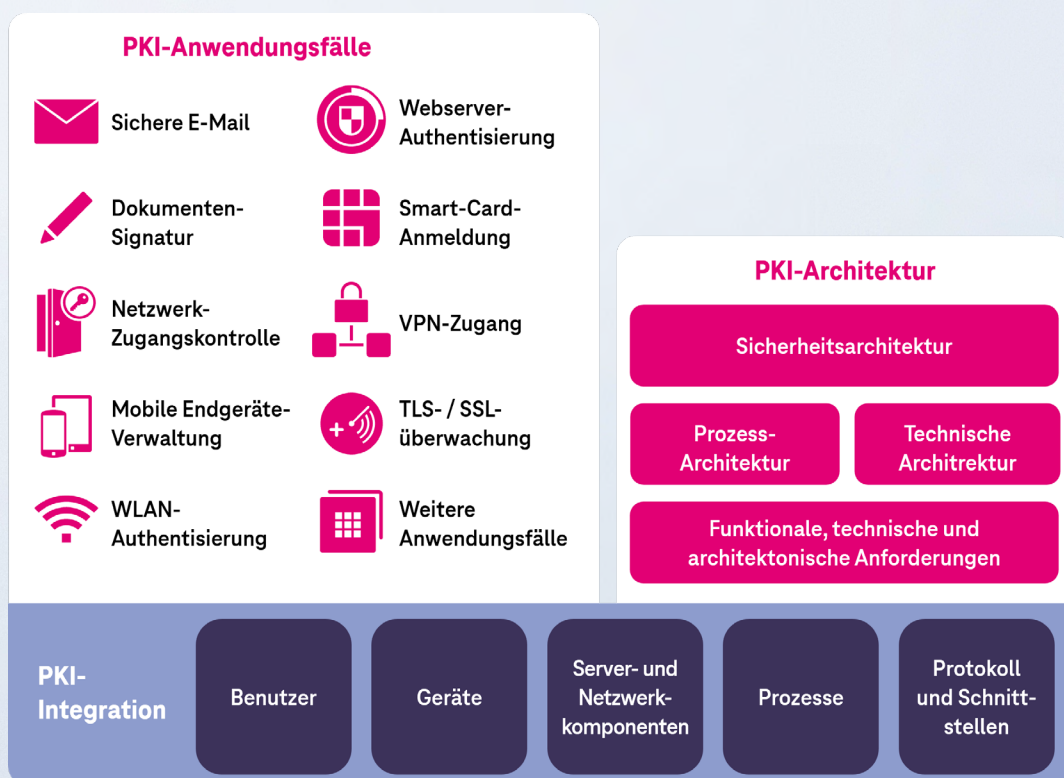 PKI-Anwendungsfälle
Sichere E-Mail
Webserver-
Authentisierung
Dokumenten-
Signatur
Smart-Card-
Anmeldung
Netzwerk-
Zugangskontrolle
VPN-Zugang
Mobile Endgeräte-
Verwaltung
TLS- / SSL-
überwachung
WLAN-
Authentisierung
Weitere
Anwendungsfälle
PKI-Architektur
Sicherheitsarchitektur
Prozess-
Architektur
Technische
Architrektur
Funktionale, technische und
architektonische Anforderungen
PKI-
Integration
Benutzer
Geräte
Server- und
Netzwerk-
komponenten
Prozesse
Protokoll
und Schnitt-
stellen